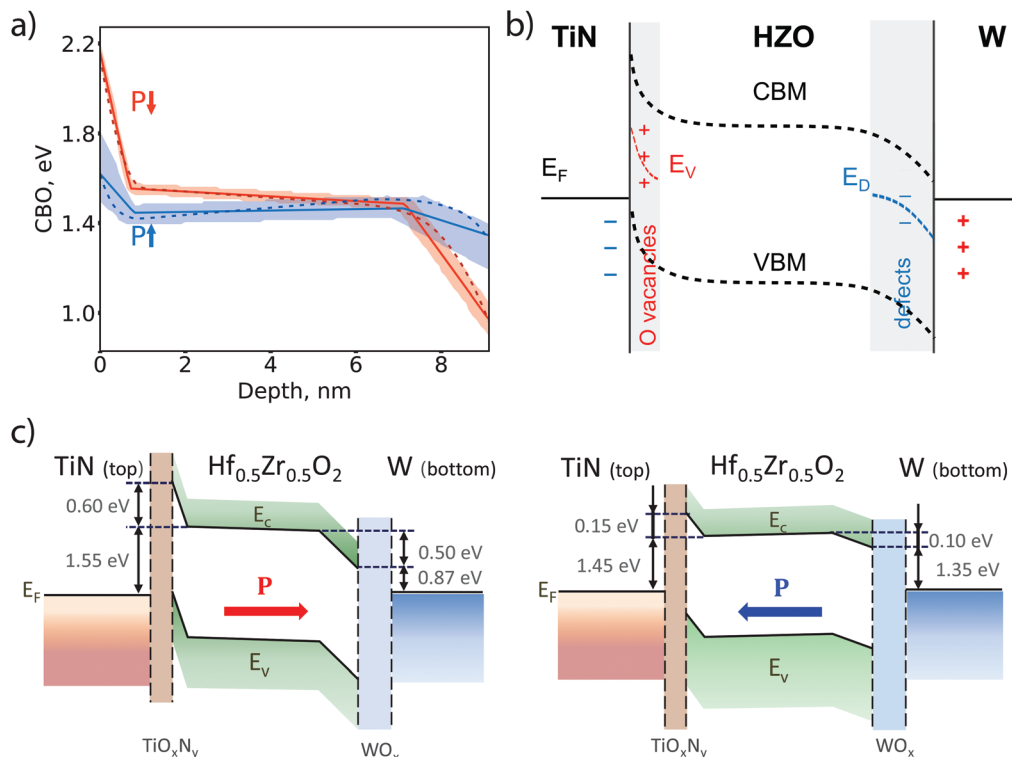 a)
2.2
1.8
1.4
1.0
CBO, eV
P↓
P↑
0
2
4
6
8
Depth, nm
b)
TiN
HZO
W
CBM
E_F
+
+
+
E_V
E_D
−
−
−
−
−
+
+
+
O vacancies
VBM
defects
c)
TiN (top)
Hf0.5Zr0.5O2
W (bottom)
0.60 eV
1.55 eV
E_c
0.50 eV
0.87 eV
E_F
P
E_v
TiOxNy
WOx
TiN (top)
Hf0.5Zr0.5O2
W (bottom)
0.15 eV
1.45 eV
E_c
0.10 eV
1.35 eV
E_F
P
E_v
TiOxNy
WOx